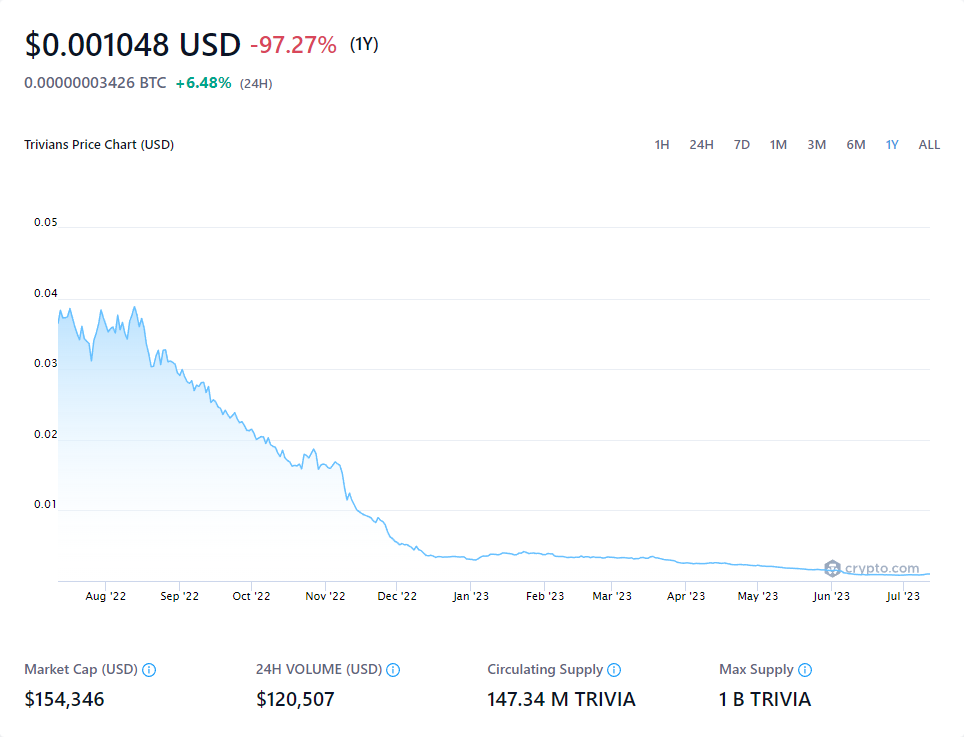 $0.001048 USD -97.27% (1Y)
0.00000003426 BTC +6.48% (24H)
Trivians Price Chart (USD) 1H 24H 7D 1M 3M 6M 1Y ALL
0.05
0.04
0.03
0.02
0.01
crypto.com
Aug '22 Sep '22 Oct '22 Nov '22 Dec '22 Jan '23 Feb '23 Mar '23 Apr '23 May '23 Jun '23 Jul '23
Market Cap (USD) 24H VOLUME (USD) Circulating Supply Max Supply
$154,346 $120,507 147.34 M TRIVIA 1 B TRIVIA